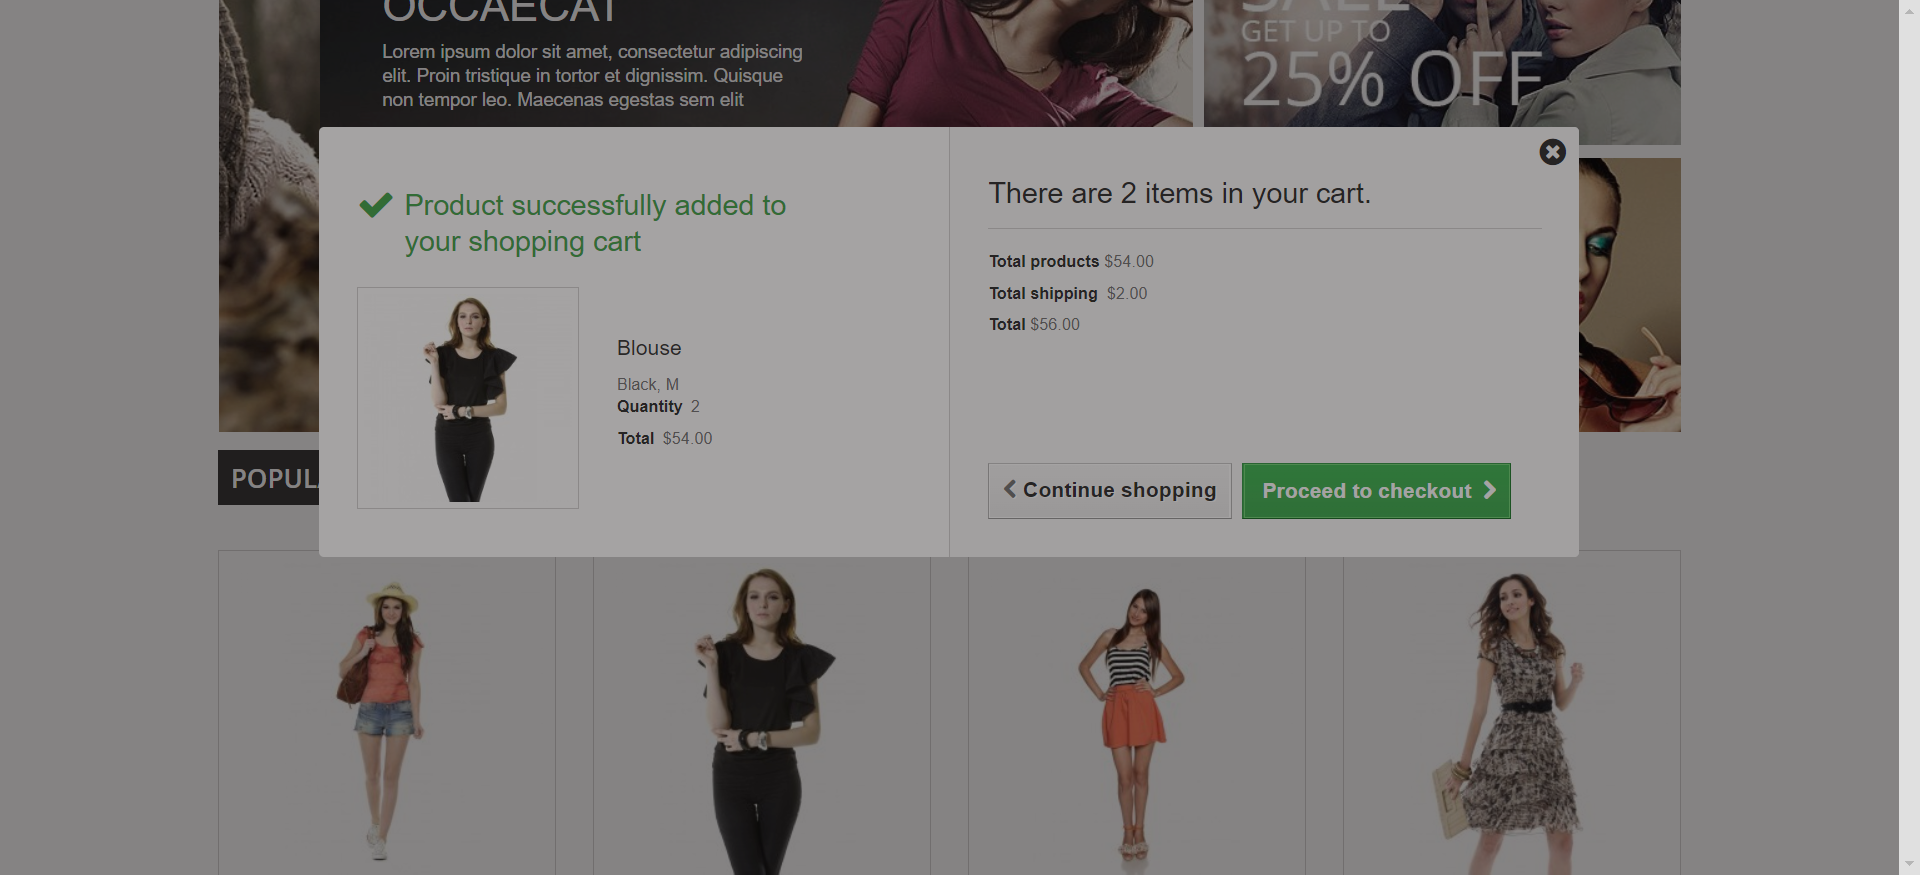 OCCAECAT
Lorem ipsum dolor sit amet, consectetur adipiscing
elit. Proin tristique in tortor et dignissim. Quisque
non tempor leo. Maecenas egestas sem elit
SALE
GET UP TO
25% OFF
Product successfully added to
your shopping cart
Blouse
Black, M
Quantity 2
Total $54.00
There are 2 items in your cart.
Total products $54.00
Total shipping $2.00
Total $56.00
Continue shopping
Proceed to checkout
POPULA